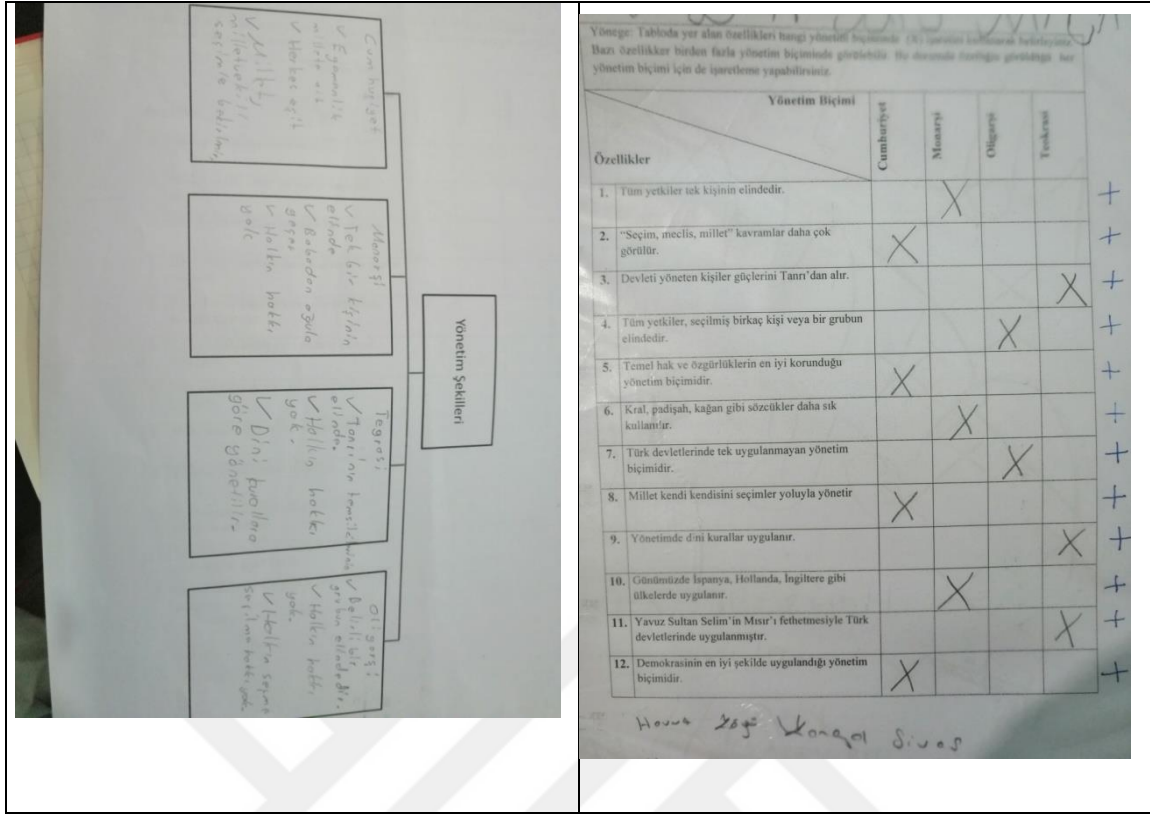 Yönetim Şekilleri
Cumhuriyet
✓ Egemenlik
millete ait
✓ Herkes eşit
✓ Millet,
milletvekili
seçimle
Monarşi
✓ Tek bir kişinin
elinde
✓ Babadan oğula
geçer
✓ Halkın hakkı
yok
Tegrasi
✓ Tanrı'nın
elinde.
✓ Halkın hakkı
yok.
✓ Dini kurallara
göre yönetilir.
Oligarşi
✓ Belirli bir
grubun elindedir.
✓ Halkın hakkı
yok.
✓ Halkın seçme
seçilme hakkı yok.
Yönerge: Tabloda yer alan özellikleri hangi yönetim biçiminde (X) işaretini kullanarak belirleyiniz.
Bazı özellikler birden fazla yönetim biçiminde görülebilir. Bu durumda özelliğin görüldüğü her
yönetim biçimi için de işaretleme yapabilirsiniz.
Yönetim Biçimi
Özellikler
Cumhuriyet
Monarşi
Oligarşi
Teokrasi
1. Tüm yetkiler tek kişinin elindedir. X +
2. "Seçim, meclis, millet" kavramlar daha çok
görülür. X +
3. Devleti yöneten kişiler güçlerini Tanrı'dan alır. X +
4. Tüm yetkiler, seçilmiş birkaç kişi veya bir grubun
elindedir. X +
5. Temel hak ve özgürlüklerin en iyi korunduğu
yönetim biçimidir. X +
6. Kral, padişah, kağan gibi sözcükler daha sık
kullanılır. X +
7. Türk devletlerinde tek uygulanmayan yönetim
biçimidir. X +
8. Millet kendi kendisini seçimler yoluyla yönetir X +
9. Yönetimde dini kurallar uygulanır. X +
10. Günümüzde İspanya, Hollanda, İngiltere gibi
ülkelerde uygulanır. X +
11. Yavuz Sultan Selim'in Mısır'ı fethetmesiyle Türk
devletlerinde uygulanmıştır. X +
12. Demokrasinin en iyi şekilde uygulandığı yönetim
biçimidir. X +
Kangal Sivas